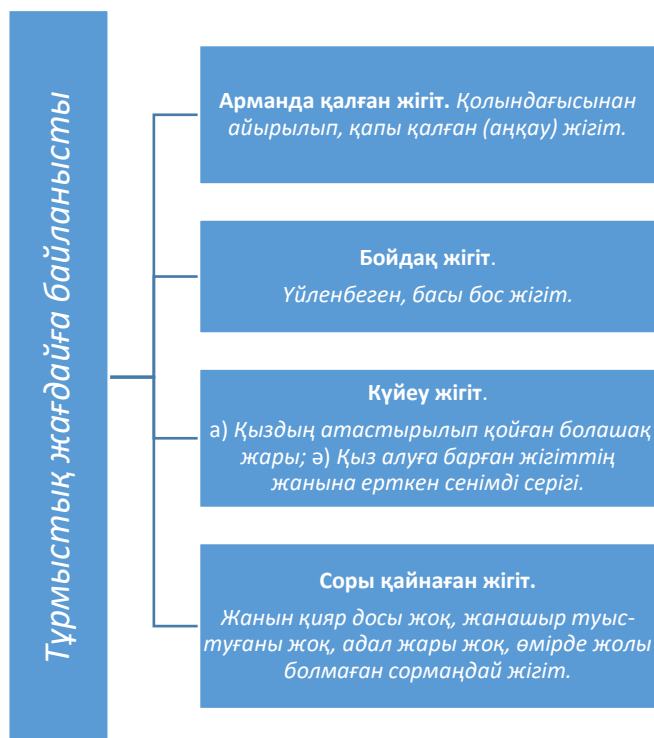 Тұрмыстық жағдайға байланысты
Арманда қалған жігіт. Қолындағысынан
айырылып, қапы қалған (аңқау) жігіт.
Бойдақ жігіт.
Үйленбеген, басы бос жігіт.
Күйеу жігіт.
а) Қыздың атастырылып қойған болашақ
жары; ә) Қыз алуға барған жігіттің
жанына ерткен сенімді серігі.
Соры қайнаған жігіт.
Жанын қияр досы жоқ, жанашыр туыс-
туғаны жоқ, адал жары жоқ, өмірде жолы
болмаған сормаңдай жігіт.